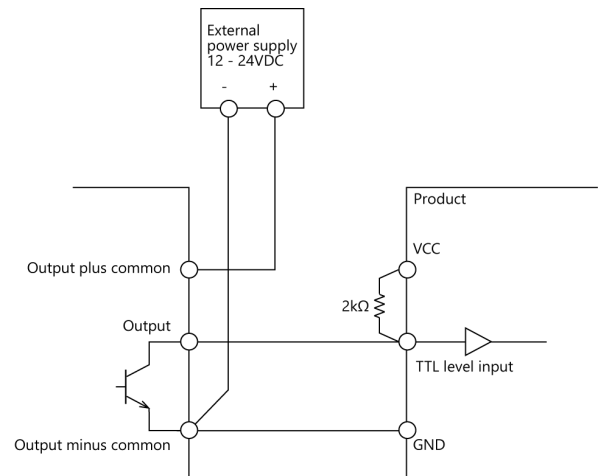 External
power supply
12 - 24VDC
- +
Product
VCC
Output plus common
2kΩ
Output
TTL level input
Output minus common
GND